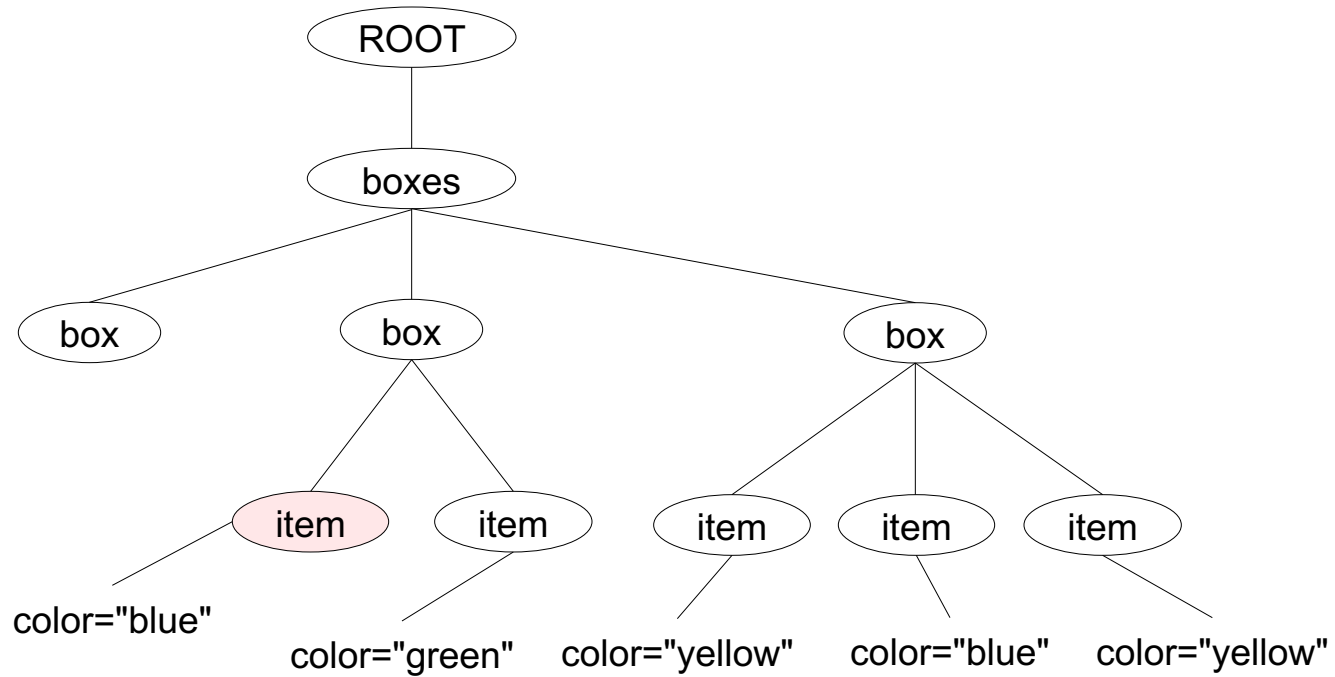 ROOT
boxes
box
box
box
item
item
item
item
item
color="blue"
color="green"
color="yellow"
color="blue"
color="yellow"